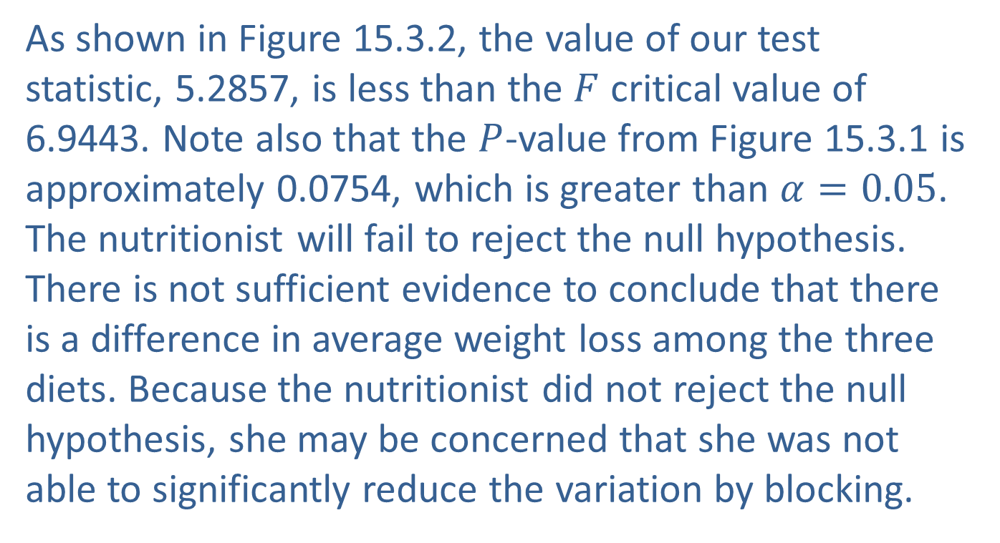 As shown in Figure 15.3.2, the value of our test
statistic, 5.2857, is less than the F critical value of
6.9443. Note also that the P-value from Figure 15.3.1 is
approximately 0.0754, which is greater than α = 0.05.
The nutritionist will fail to reject the null hypothesis.
There is not sufficient evidence to conclude that there
is a difference in average weight loss among the three
diets. Because the nutritionist did not reject the null
hypothesis, she may be concerned that she was not
able to significantly reduce the variation by blocking.